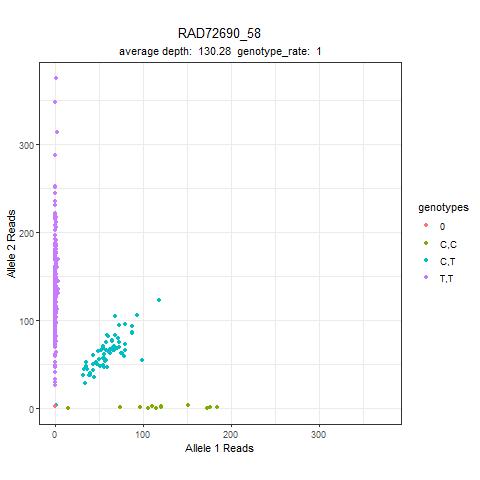 RAD72690_58
average depth: 130.28 genotype_rate: 1
Allele 2 Reads
300
200
100
0
0 100 200 300
Allele 1 Reads
genotypes
0
C,C
C,T
T,T